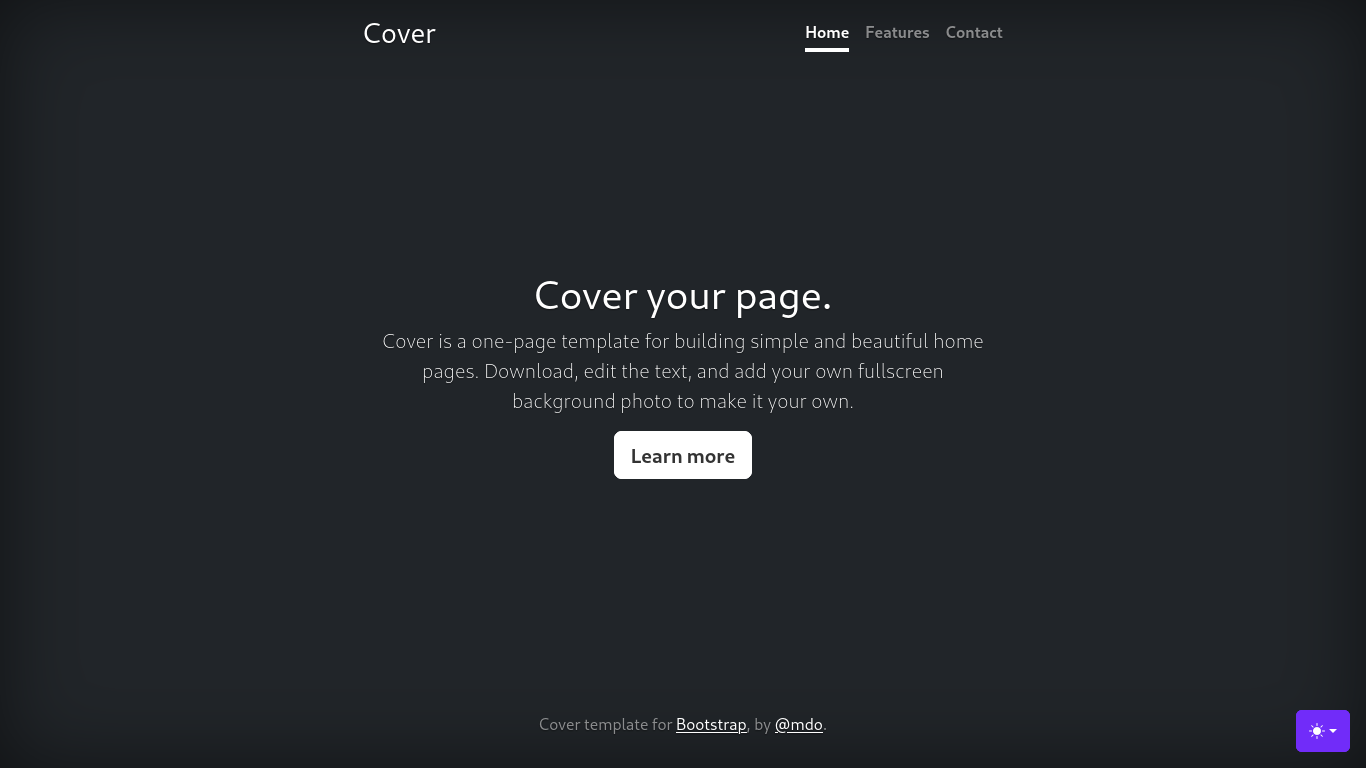 Cover
Home Features Contact
Cover your page.
Cover is a one-page template for building simple and beautiful home
pages. Download, edit the text, and add your own fullscreen
background photo to make it your own.
Learn more
Cover template for Bootstrap, by @mdo.